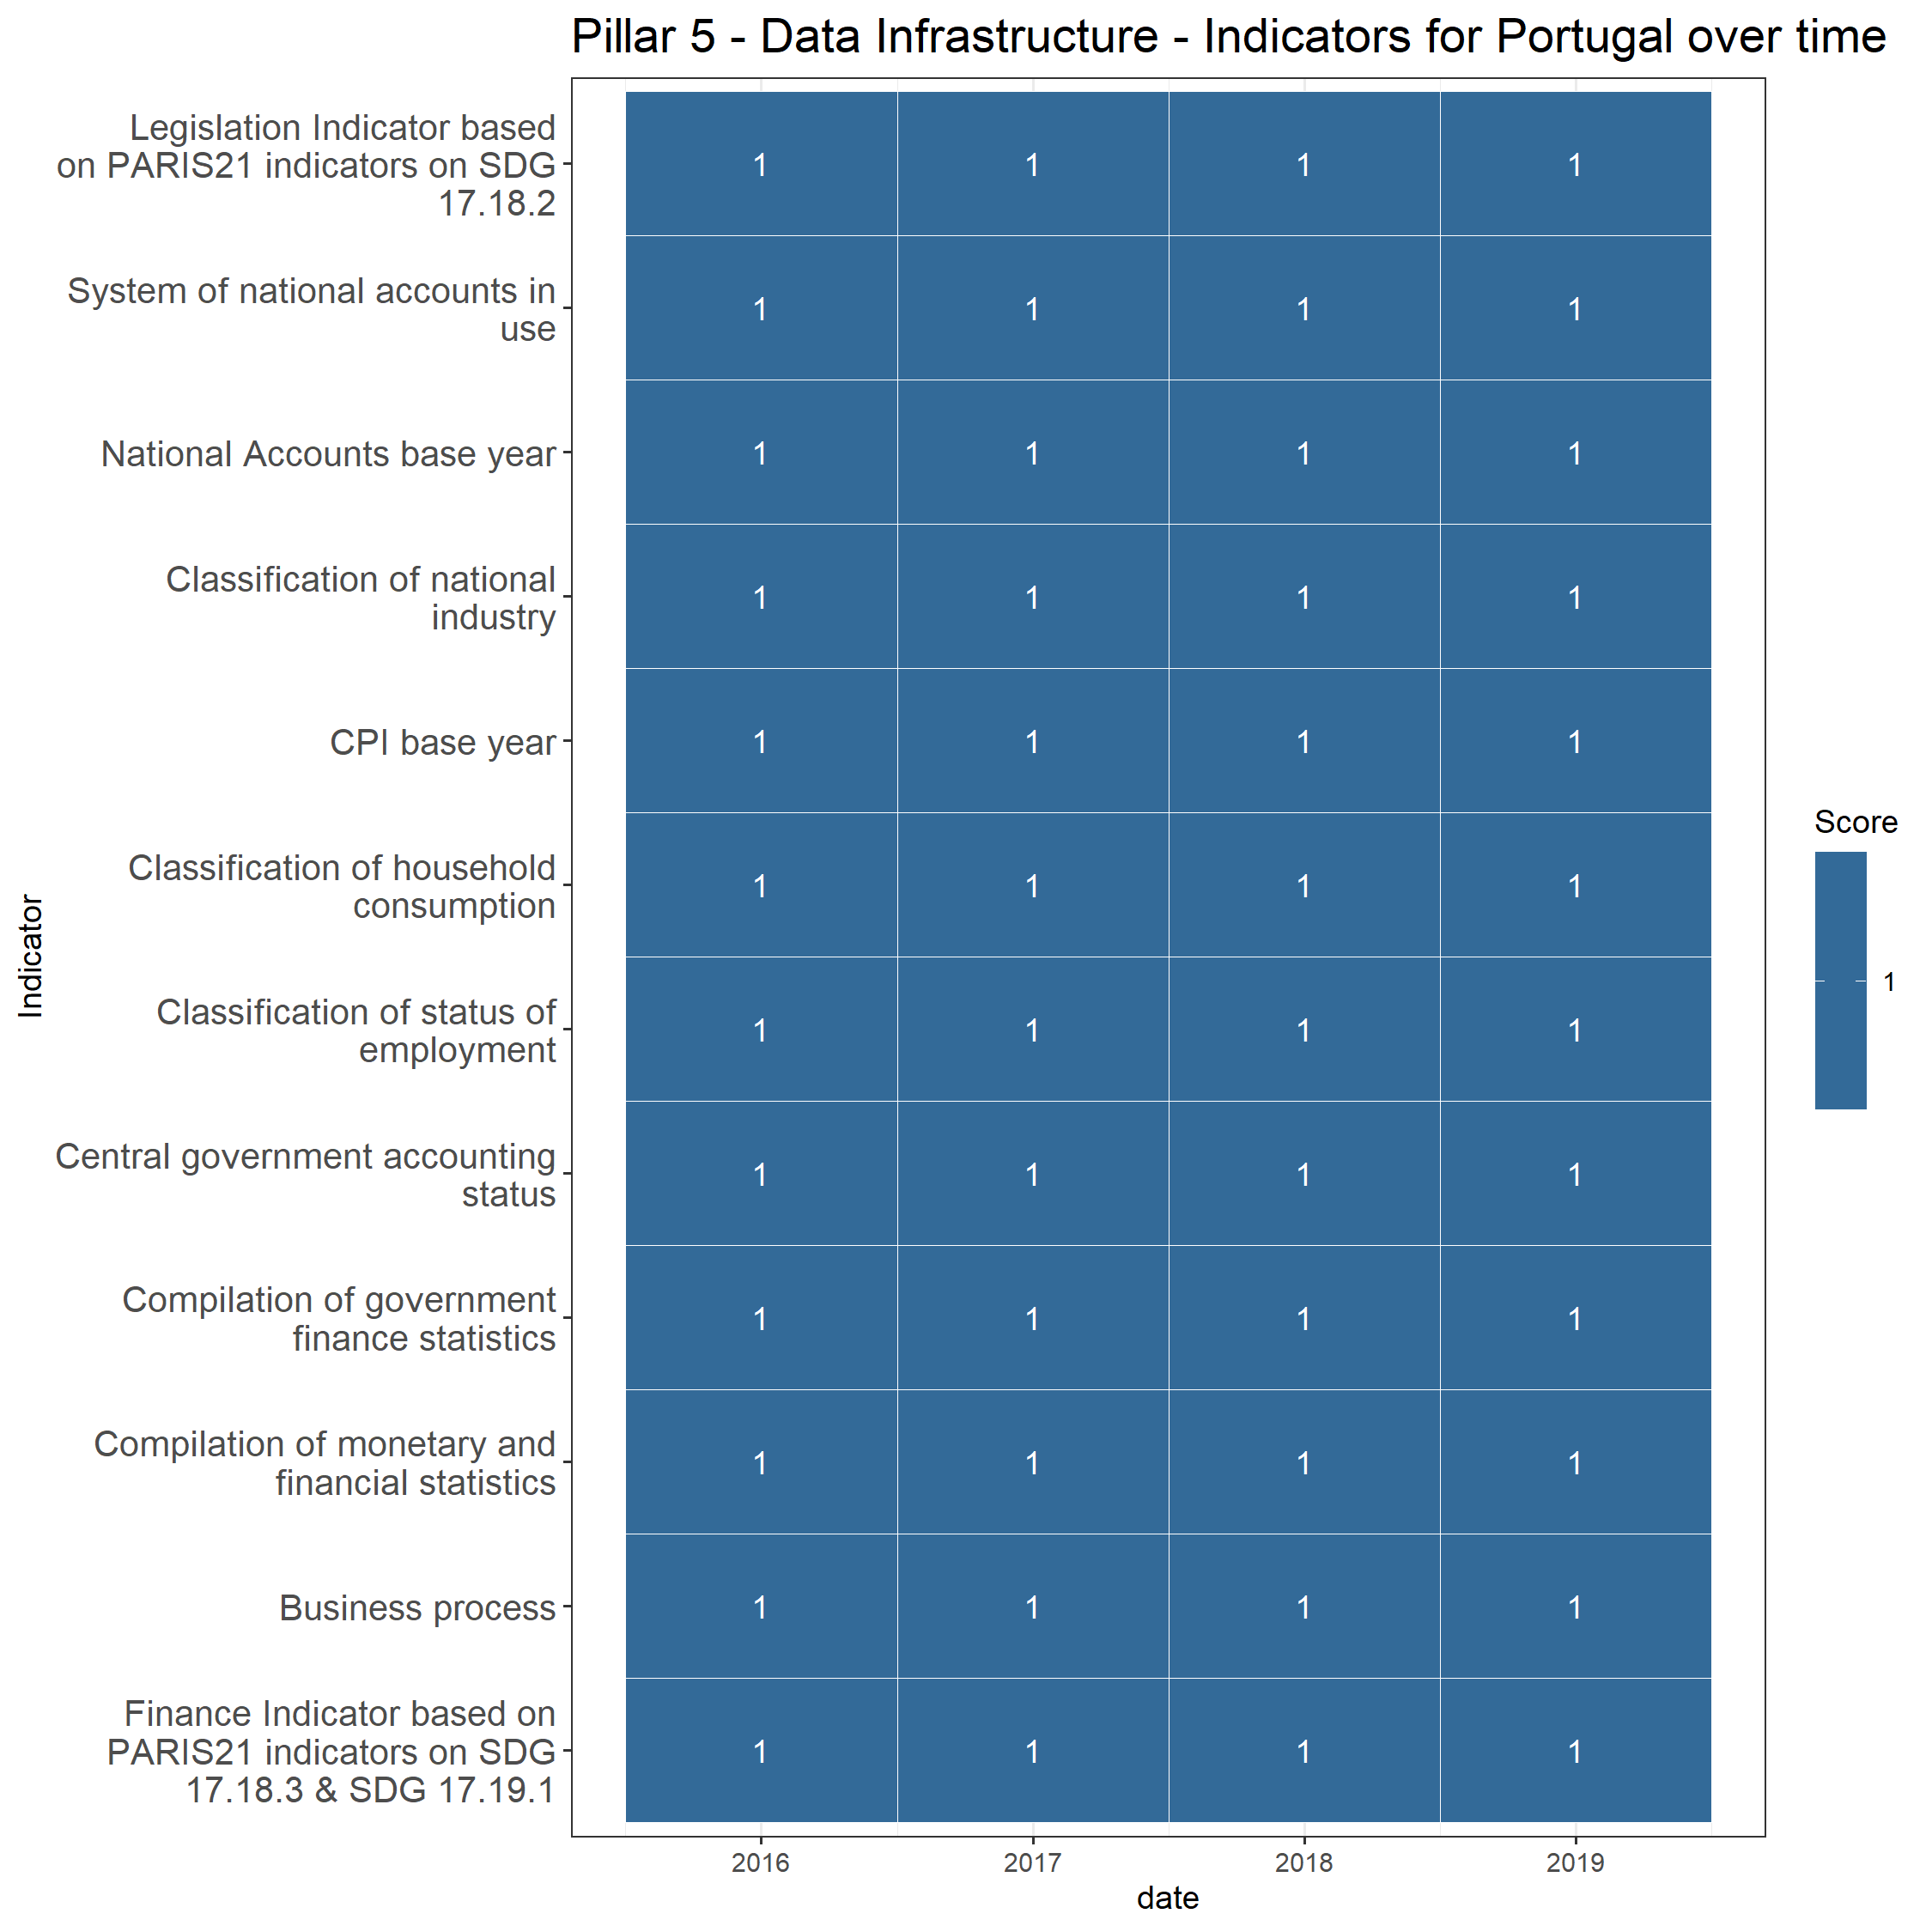 Pillar 5 - Data Infrastructure - Indicators for Portugal over time
Indicator
Legislation Indicator based
on PARIS21 indicators on SDG
17.18.2
1 1 1 1
System of national accounts in
use
1 1 1 1
National Accounts base year
1 1 1 1
Classification of national
industry
1 1 1 1
CPI base year
1 1 1 1
Classification of household
consumption
1 1 1 1
Classification of status of
employment
1 1 1 1
Central government accounting
status
1 1 1 1
Compilation of government
finance statistics
1 1 1 1
Compilation of monetary and
financial statistics
1 1 1 1
Business process
1 1 1 1
Finance Indicator based on
PARIS21 indicators on SDG
17.18.3 & SDG 17.19.1
1 1 1 1
2016 2017 2018 2019
date
Score
1